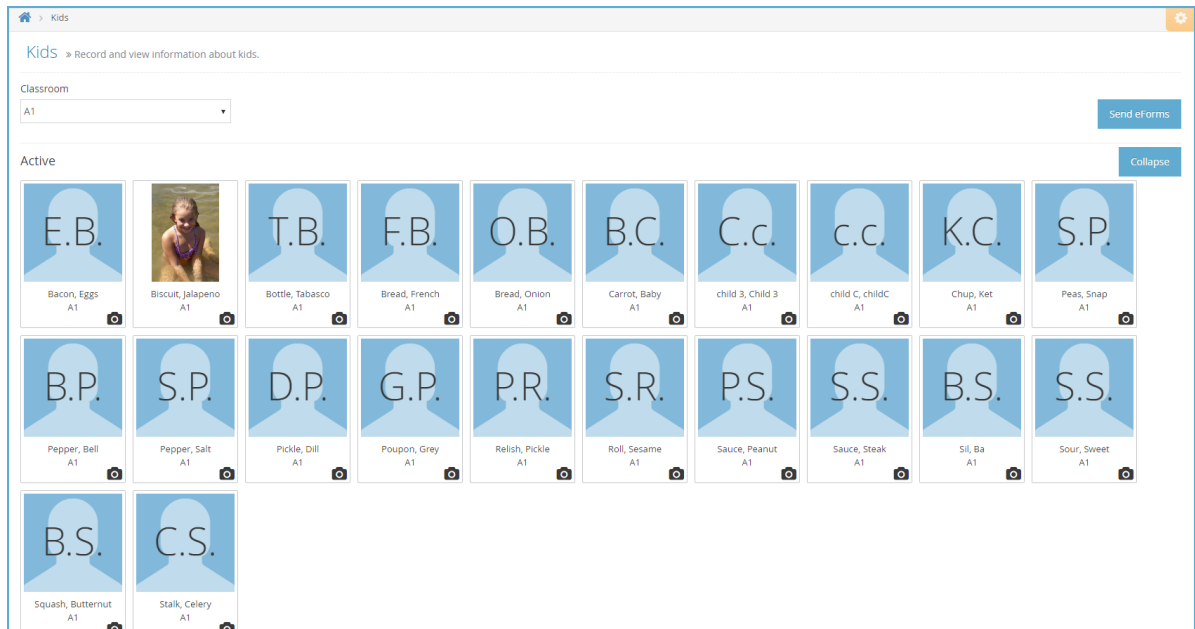 > Kids
Kids » Record and view information about kids.
Classroom
A1
Send eForms
Active
Collapse
E.B.
T.B.
F.B.
O.B.
B.C.
C.c.
c.c.
K.C.
S.P.
Bacon, Eggs
A1
Biscuit, Jalapeno
A1
Bottle, Tabasco
A1
Bread, French
A1
Bread, Onion
A1
Carrot, Baby
A1
child 3, Child 3
A1
child C, childC
A1
Chup, Ket
A1
Peas, Snap
A1
B.P.
S.P.
D.P.
G.P.
P.R.
S.R.
P.S.
S.S.
B.S.
S.S.
Pepper, Bell
A1
Pepper, Salt
A1
Pickle, Dill
A1
Poupon, Grey
A1
Relish, Pickle
A1
Roll, Sesame
A1
Sauce, Peanut
A1
Sauce, Steak
A1
Sil, Ba
A1
Sour, Sweet
A1
B.S.
C.S.
Squash, Butternut
A1
Stalk, Celery
A1